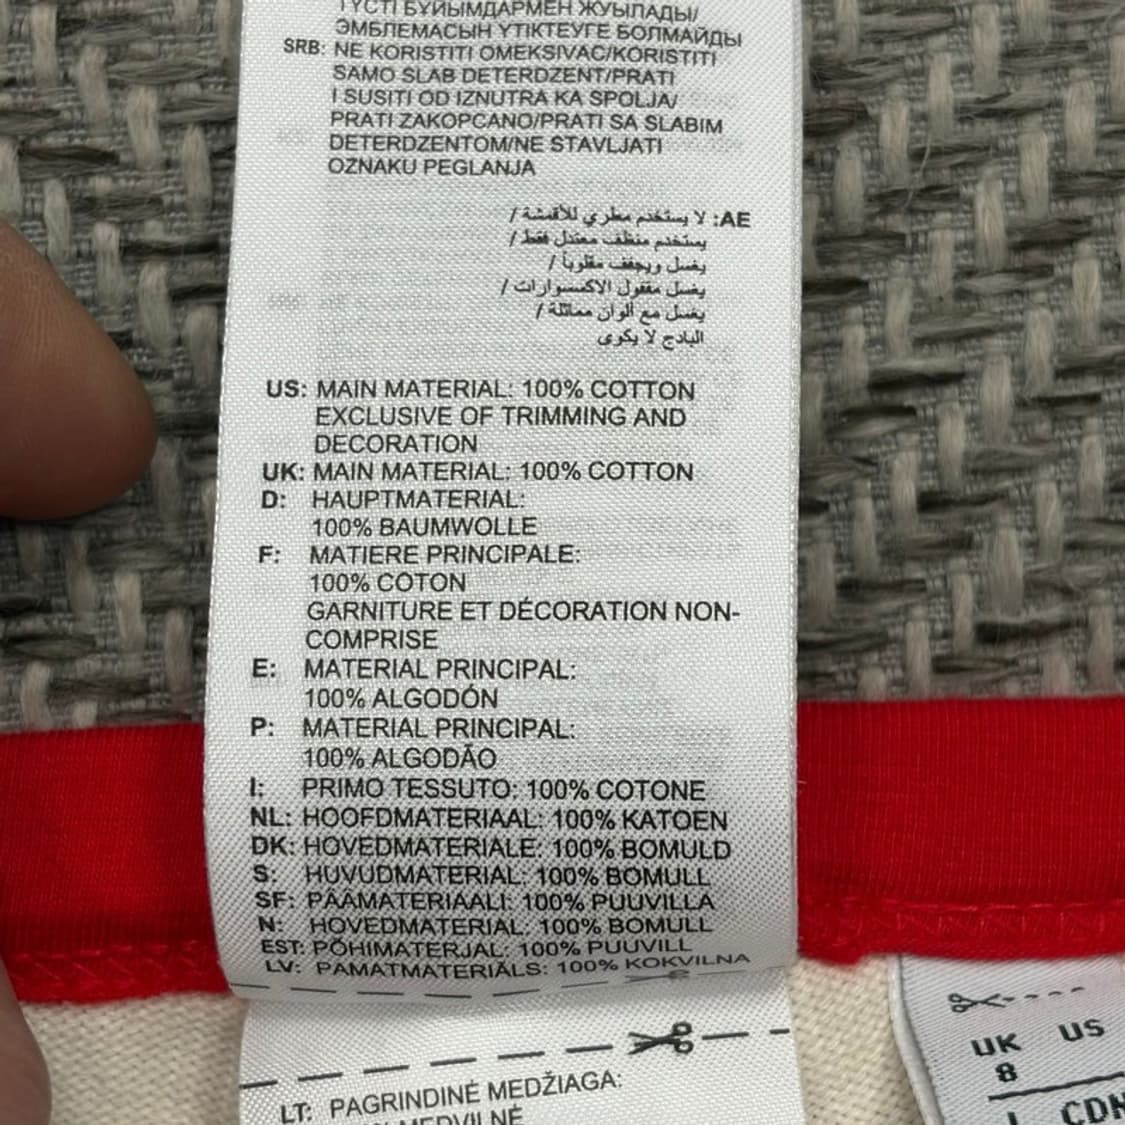 ТҮСТІ БҰЙЫМДАРМЕН ЖУЫЛАДЫ/
ЭМБЛЕМАСЫН ҮТІКТЕУГЕ БОЛМАЙДЫ
SRB: NE KORISTITI OMEKSIVAC/KORISTITI
SAMO SLAB DETERDZENT/PRATI
I SUSITI OD IZNUTRA KA SPOLJA/
PRATI ZAKOPCANO/PRATI SA SLABIM
DETERDZENTOM/NE STAVLJATI
OZNAKU PEGLANJA
AE: لا يستخدم مطري للأقمشة /
يستخدم منظف معتدل فقط /
يغسل ويجفف مقلوباً /
يغسل مقفول الاكسسوارات /
يغسل مع ألوان مماثلة /
البادج لا يكوى
US: MAIN MATERIAL: 100% COTTON
EXCLUSIVE OF TRIMMING AND
DECORATION
UK: MAIN MATERIAL: 100% COTTON
D: HAUPTMATERIAL:
100% BAUMWOLLE
F: MATIERE PRINCIPALE:
100% COTON
GARNITURE ET DÉCORATION NON-
COMPRISE
E: MATERIAL PRINCIPAL:
100% ALGODÓN
P: MATERIAL PRINCIPAL:
100% ALGODÃO
I: PRIMO TESSUTO: 100% COTONE
NL: HOOFDMATERIAAL: 100% KATOEN
DK: HOVEDMATERIALE: 100% BOMULD
S: HUVUDMATERIAL: 100% BOMULL
SF: PÄÄMATERIAALI: 100% PUUVILLA
N: HOVEDMATERIAL: 100% BOMULL
EST: PÕHIMATERJAL: 100% PUUVILL
LV: PAMATMATERIĀLS: 100% KOKVILNA
LT: PAGRINDINĖ MEDŽIAGA:
MEDVILNĖ
UK US
8
CDN